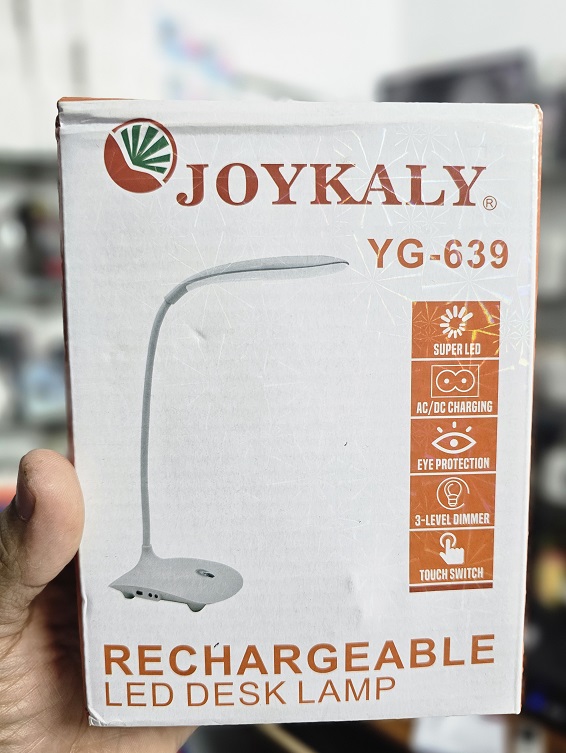 JOYKALY®
YG-639
SUPER LED
AC/DC CHARGING
EYE PROTECTION
3-LEVEL DIMMER
TOUCH SWITCH
RECHARGEABLE
LED DESK LAMP